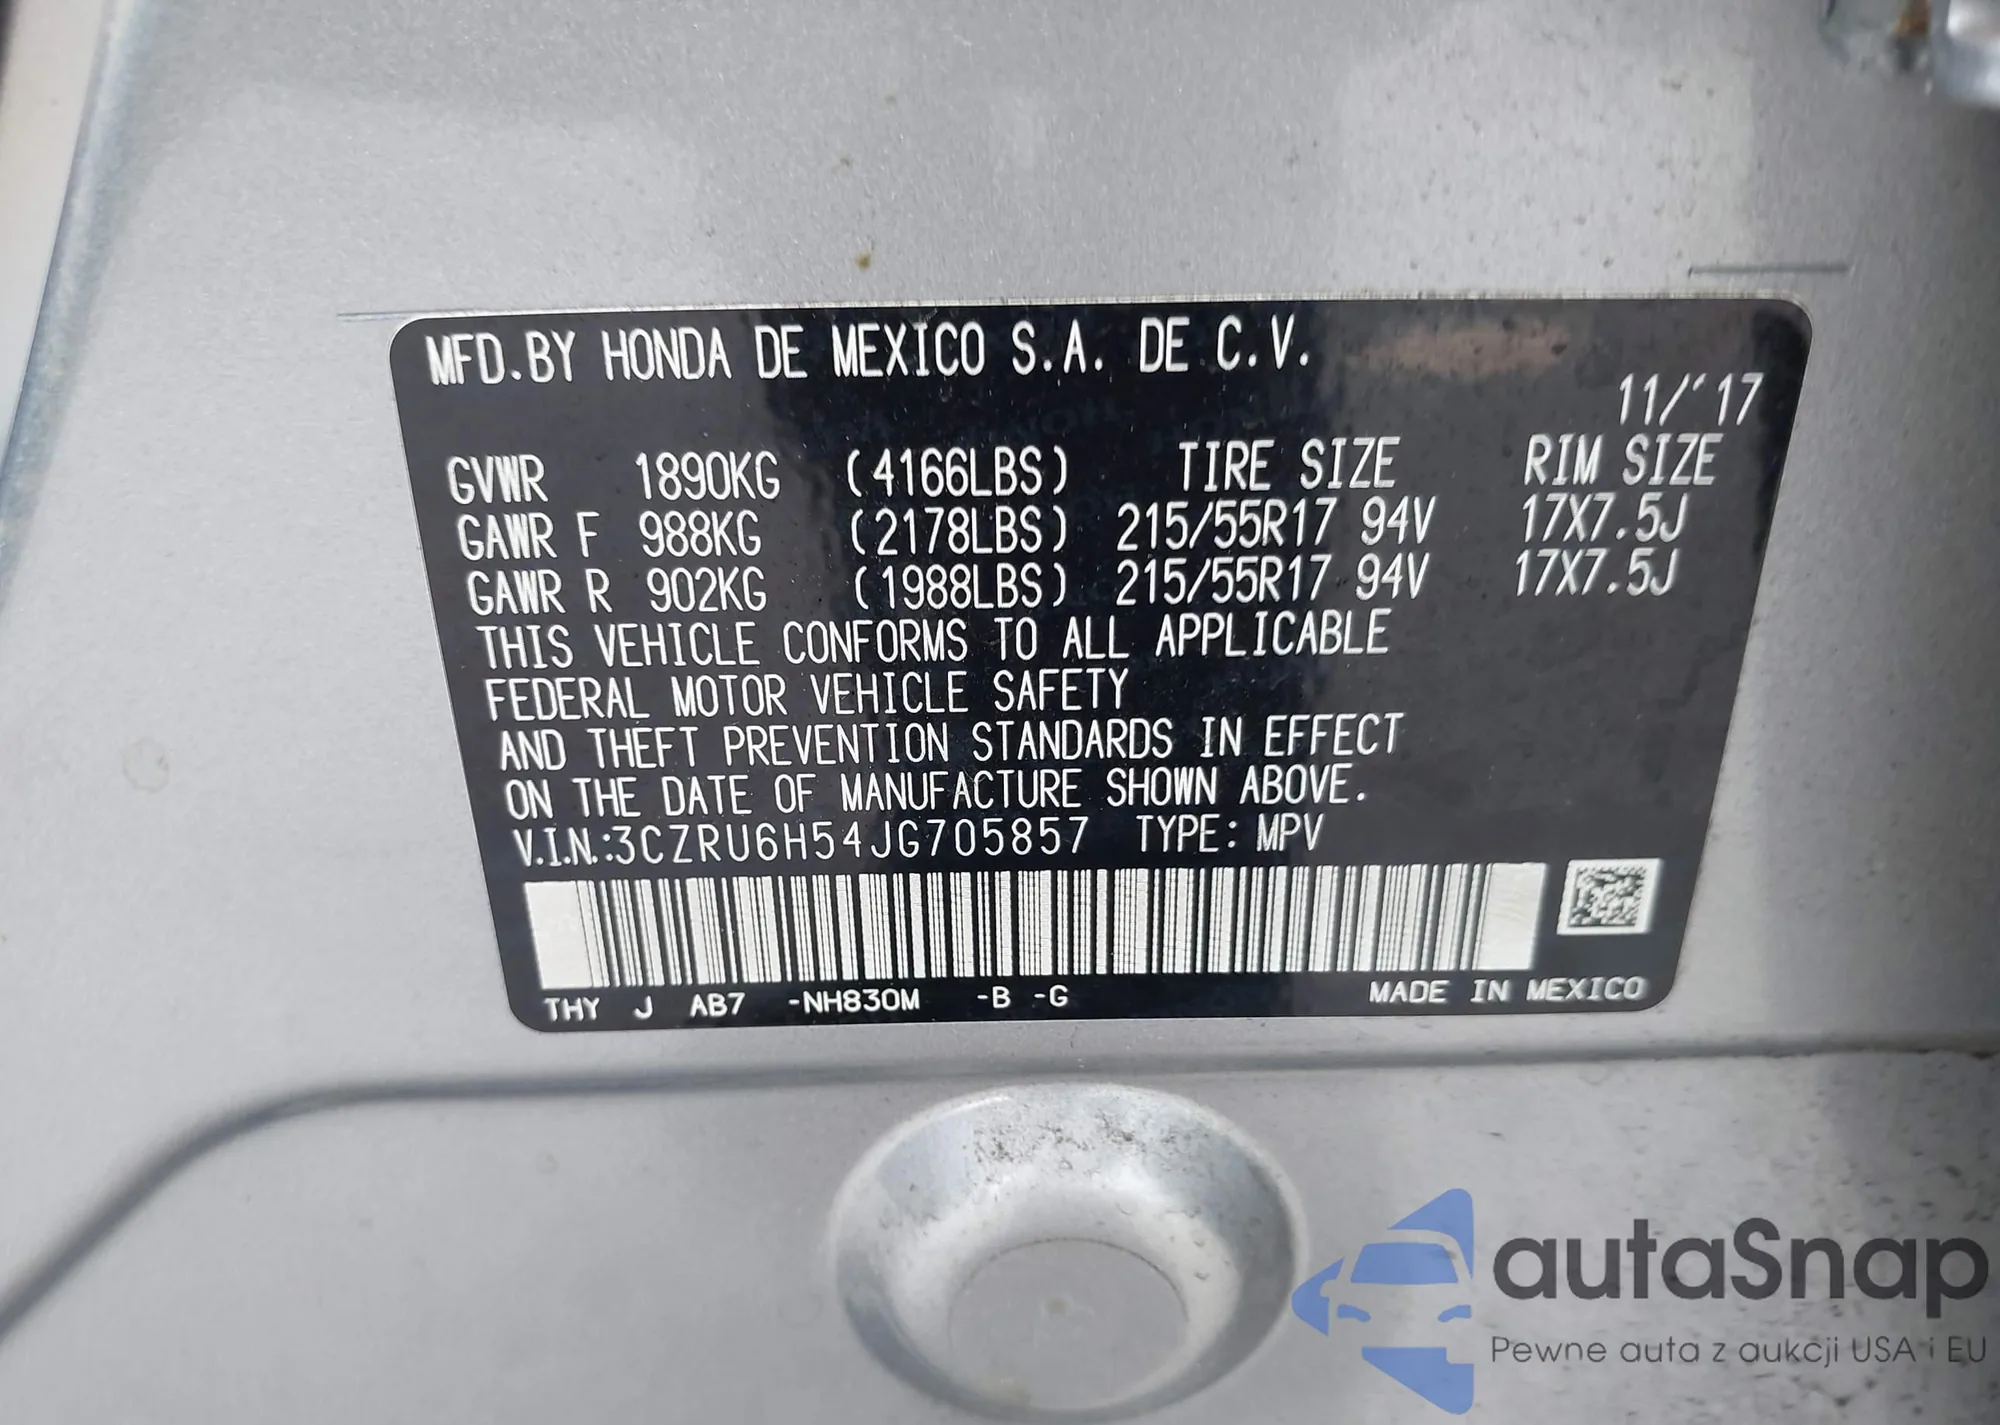 MFD.BY HONDA DE MEXICO S.A. DE C.V.
11/'17
GVWR 1890KG (4166LBS) TIRE SIZE RIM SIZE
GAWR F 988KG (2178LBS) 215/55R17 94V 17X7.5J
GAWR R 902KG (1988LBS) 215/55R17 94V 17X7.5J
THIS VEHICLE CONFORMS TO ALL APPLICABLE
FEDERAL MOTOR VEHICLE SAFETY
AND THEFT PREVENTION STANDARDS IN EFFECT
ON THE DATE OF MANUFACTURE SHOWN ABOVE.
V.I.N.:3CZRU6H54JG705857 TYPE: MPV
THY J AB7 -NH830M -B -G MADE IN MEXICO
autaSnap
Pewne auta z aukcji USA i EU